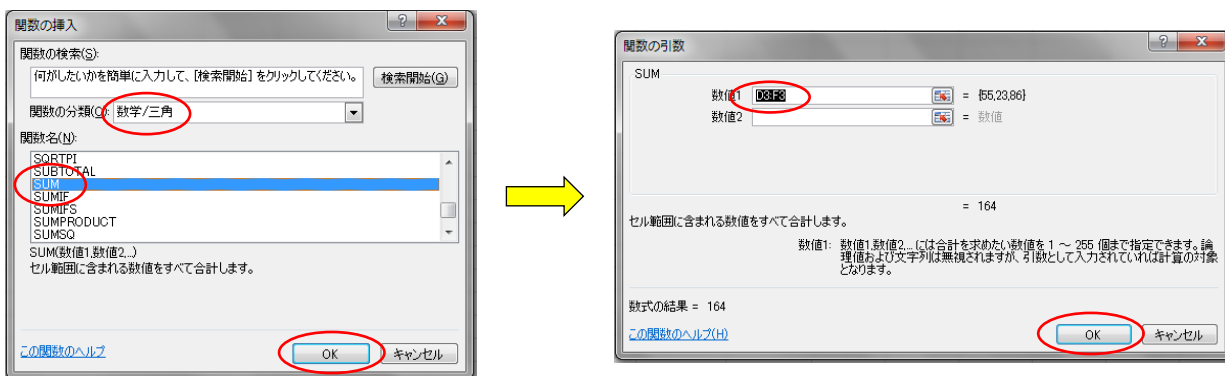 関数の挿入
関数の検索(S):
何がしたいかを簡単に入力して、[検索開始] をクリックしてください。
検索開始(G)
関数の分類(C): 数学/三角
関数名(N):
SQRTPI
SUBTOTAL
SUM
SUMIF
SUMIFS
SUMPRODUCT
SUMSQ
SUM(数値1,数値2,...)
セル範囲に含まれる数値をすべて合計します。
この関数のヘルプ
OK
キャンセル
関数の引数
SUM
数値1 D3:F3 = {55,23,86}
数値2 = 数値
= 164
セル範囲に含まれる数値をすべて合計します。
数値1: 数値1,数値2,... には合計を求めたい数値を 1 ～ 255 個まで指定できます。論
理値および文字列は無視されますが、引数として入力されていれば計算の対象
となります。
数式の結果 = 164
この関数のヘルプ(H)
OK
キャンセル